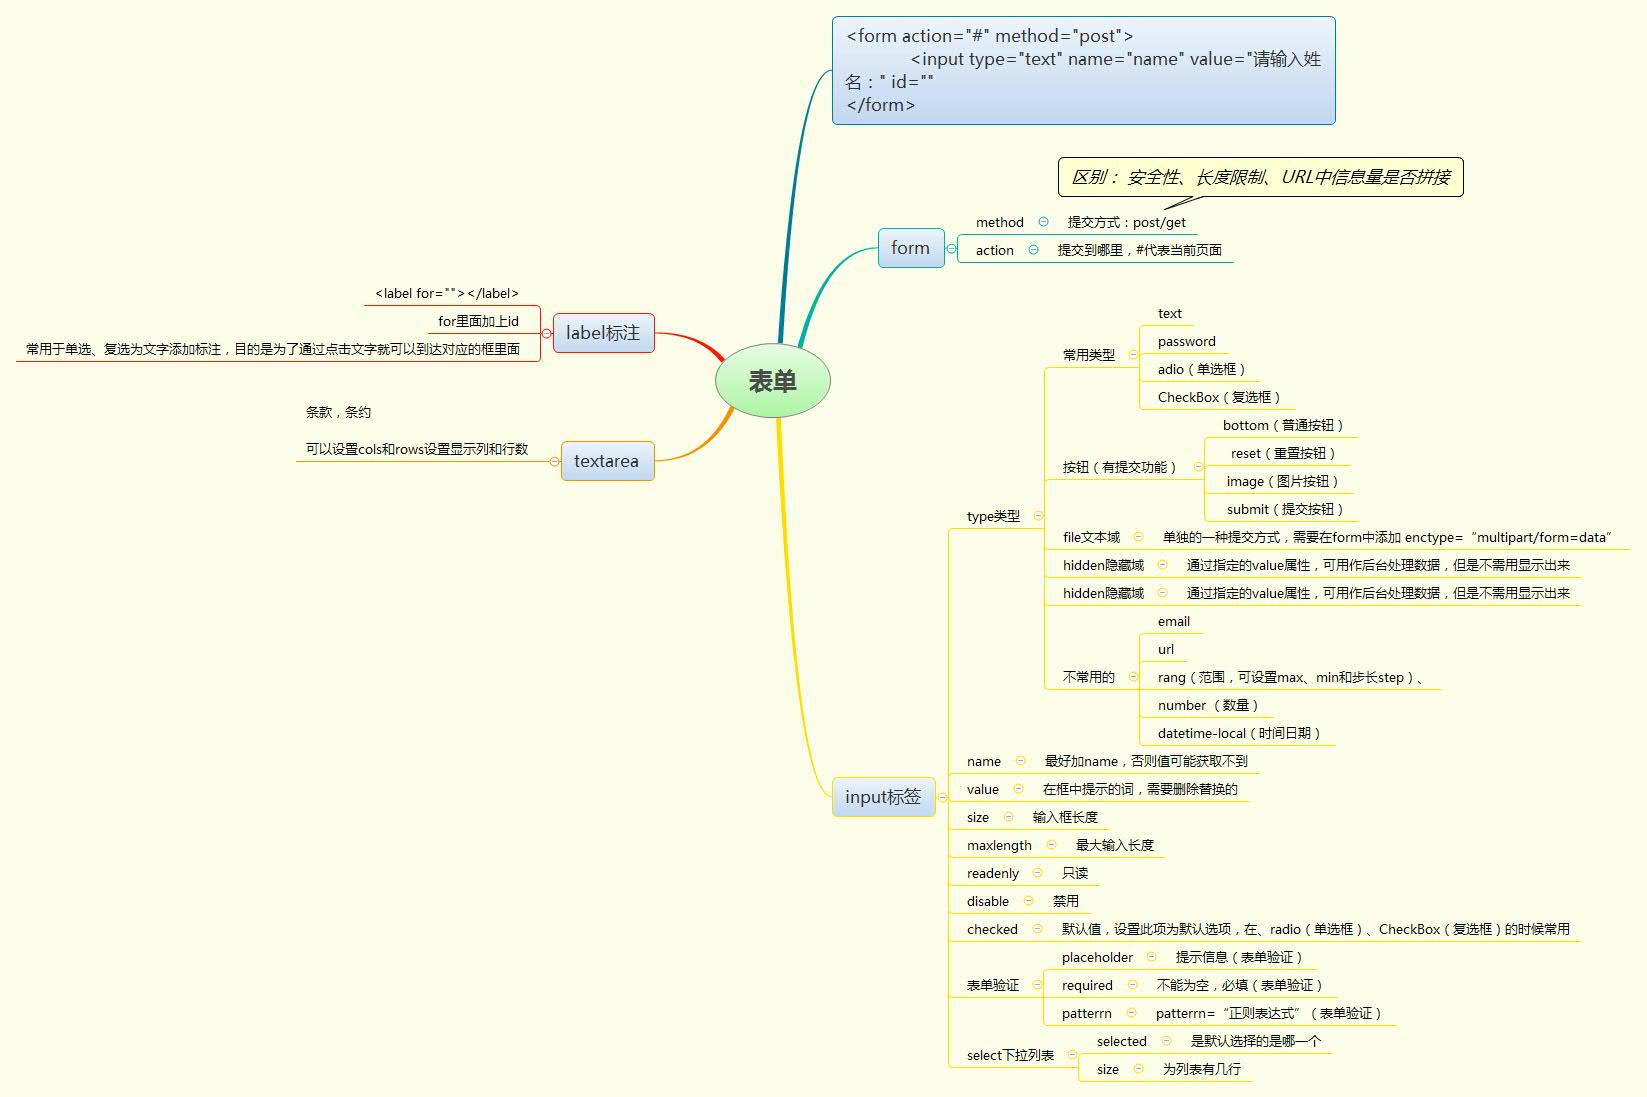 <form action="#" method="post">
<input type="text" name="name" value="请输入姓
名：" id=""
</form>
区别： 安全性、长度限制、URL中信息量是否拼接
form
method
提交方式：post/get
action
提交到哪里，#代表当前页面
<label for=""></label>
for里面加上id
常用于单选、复选为文字添加标注，目的是为了通过点击文字就可以到达对应的框里面
label标注
表单
条款，条约
可以设置cols和rows设置显示列和行数
textarea
input标签
type类型
常用类型
text
password
adio（单选框）
CheckBox（复选框）
按钮（有提交功能）
bottom（普通按钮）
reset（重置按钮）
image（图片按钮）
submit（提交按钮）
file文本域
单独的一种提交方式，需要在form中添加 enctype=“multipart/form=data”
hidden隐藏域
通过指定的value属性，可用作后台处理数据，但是不需用显示出来
hidden隐藏域
通过指定的value属性，可用作后台处理数据，但是不需用显示出来
不常用的
email
url
rang（范围，可设置max、min和步长step）、
number （数量）
datetime-local（时间日期）
name
最好加name，否则值可能获取不到
value
在框中提示的词，需要删除替换的
size
输入框长度
maxlength
最大输入长度
readenly
只读
disable
禁用
checked
默认值，设置此项为默认选项，在、radio（单选框）、CheckBox（复选框）的时候常用
表单验证
placeholder
提示信息（表单验证）
required
不能为空，必填（表单验证）
patterrn
patterrn=“正则表达式”（表单验证）
select下拉列表
selected
是默认选择的是哪一个
size
为列表有几行